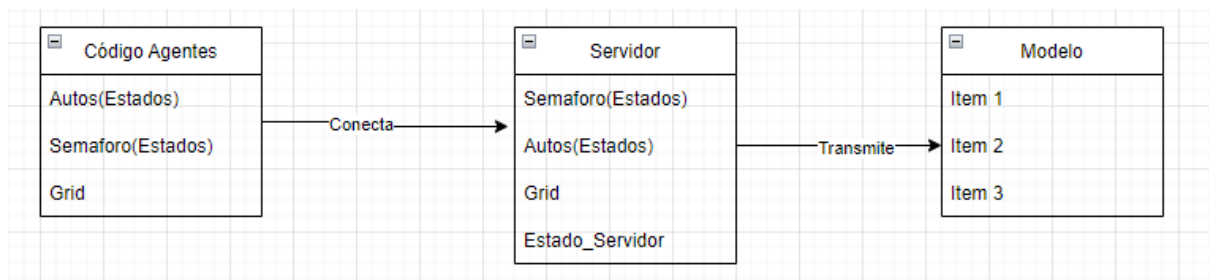 Código Agentes
Autos(Estados)
Semaforo(Estados)
Grid
Conecta
Servidor
Semaforo(Estados)
Autos(Estados)
Grid
Estado_Servidor
Transmite
Modelo
Item 1
Item 2
Item 3